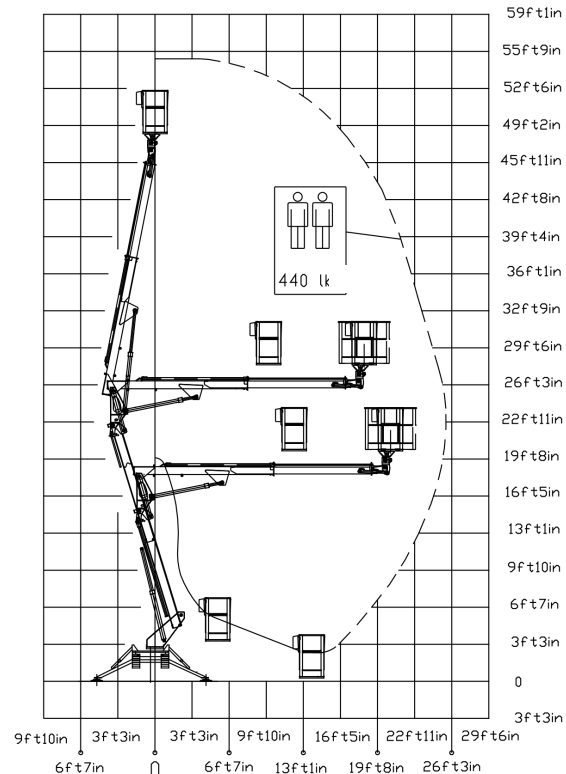 59ft1in
55ft9in
52ft6in
49ft2in
45ft11in
42ft8in
39ft4in
36ft1in
440 lk
32ft9in
29ft6in
26ft3in
22ft11in
19ft8in
16ft5in
13ft1in
9ft10in
6ft7in
3ft3in
0
3ft3in
9ft10in 3ft3in 3ft3in 9ft10in 16ft5in 22ft11in 29ft6in
6ft7in 0 6ft7in 13ft1in 19ft8in 26ft3in